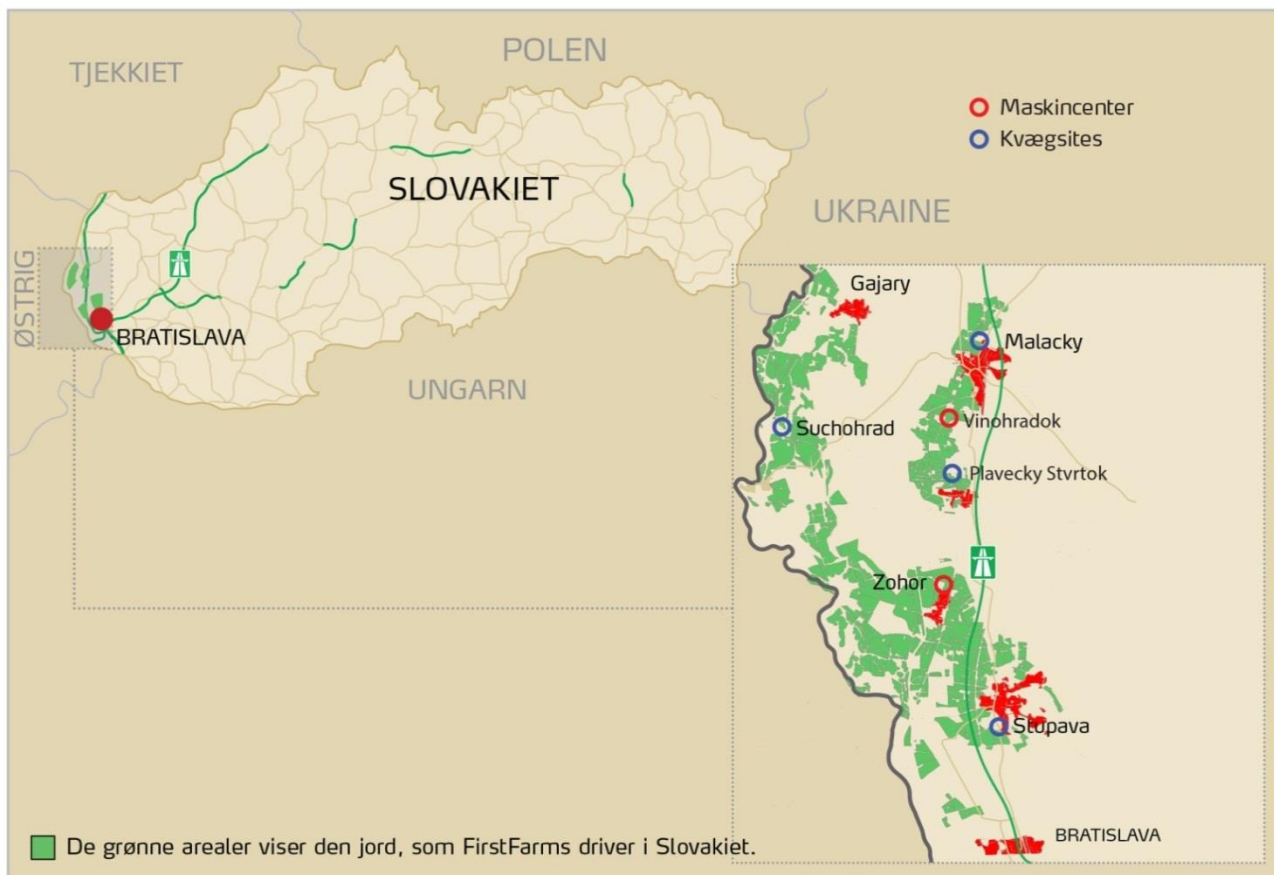 POLEN
TJEKKIET
Maskincenter
Kvægsites
SLOVAKIET
UKRAINE
ØSTRIG
BRATISLAVA
UNGARN
Gajary
Malacky
Suchohrad
Vinohradok
Plavecky Stvrtok
Zohor
Stupava
BRATISLAVA
De grønne arealer viser den jord, som FirstFarms driver i Slovakiet.